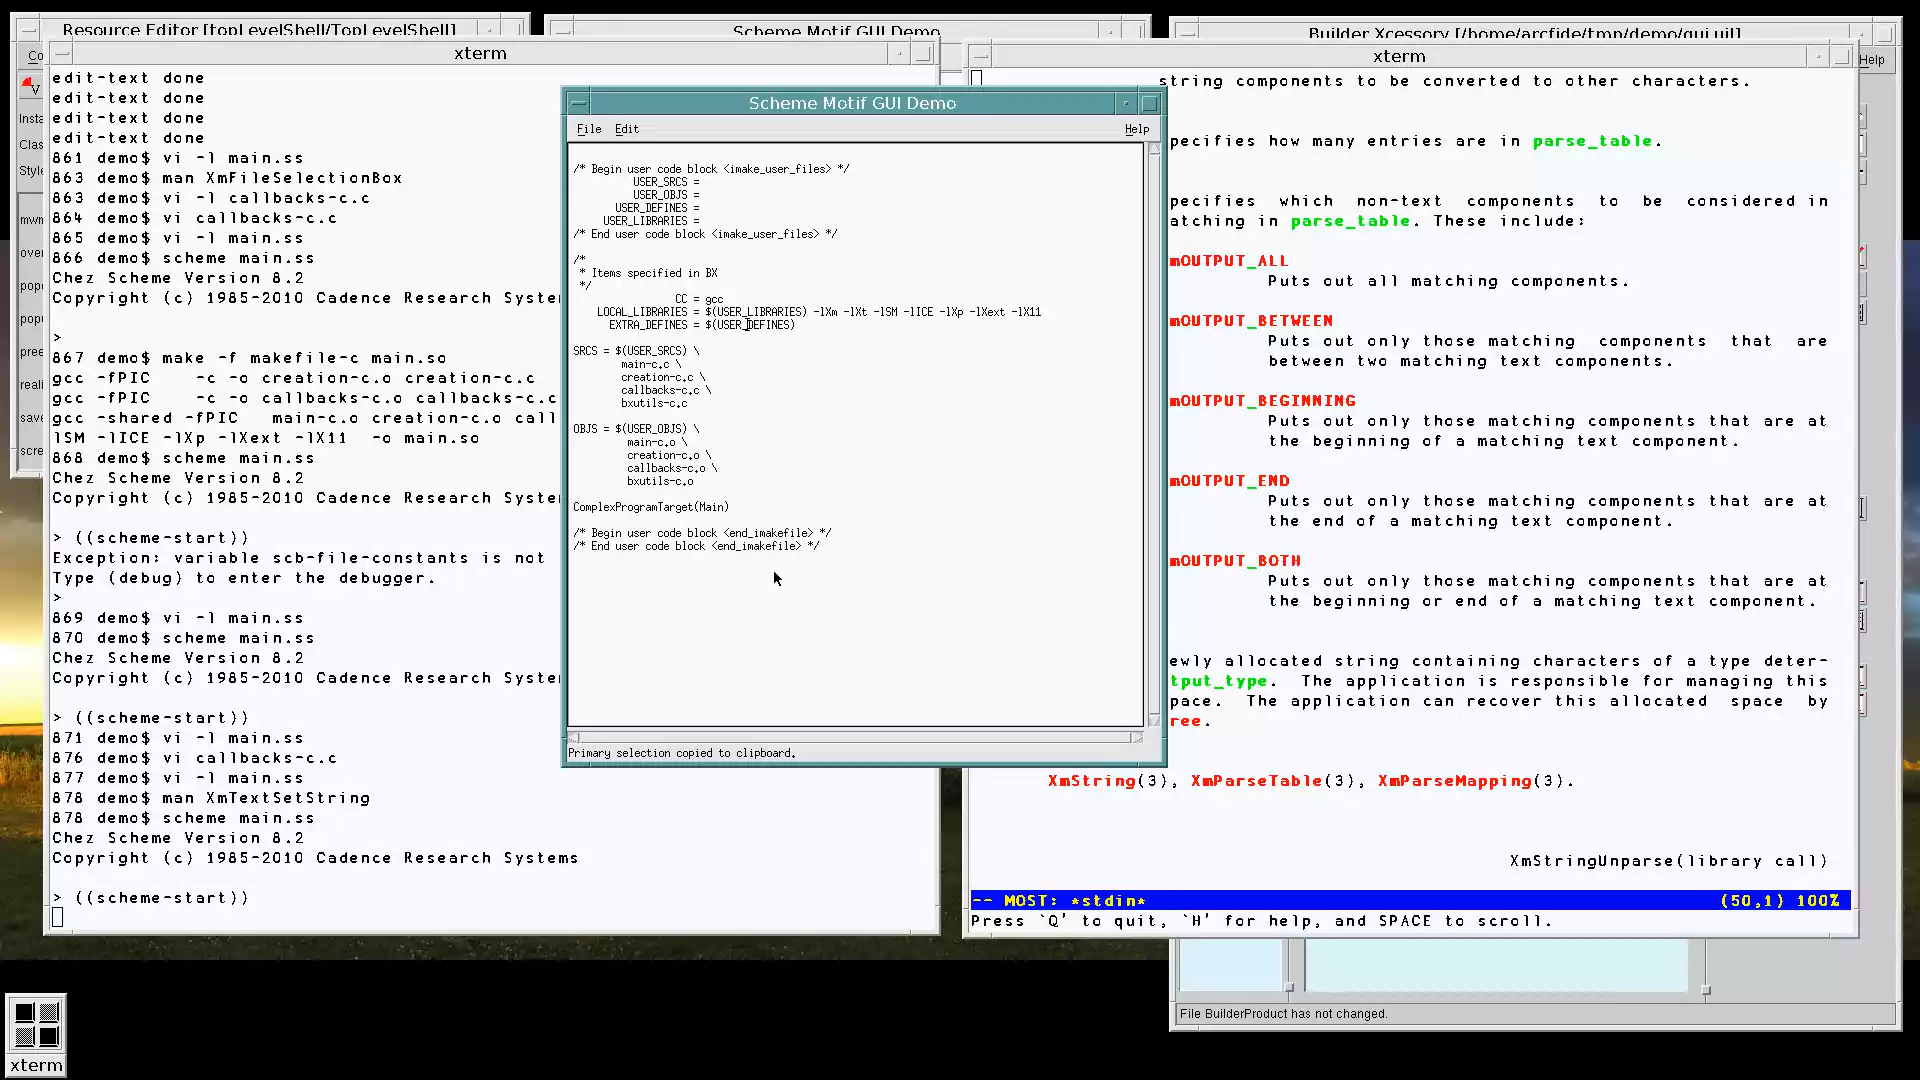 Resource Editor [topLevelShell/TopLevelShell]
Scheme Motif GUI Demo
Builder Xcessory [/home/arcfide/tmp/demo/gui.uil]
Co
V
Insta
Clas
Style
mwn
over
popu
popu
pree
reali
save
scre
Help
xterm
edit-text done
edit-text done
edit-text done
edit-text done
861 demo$ vi -l main.ss
863 demo$ man XmFileSelectionBox
863 demo$ vi -l callbacks-c.c
864 demo$ vi callbacks-c.c
865 demo$ vi -l main.ss
866 demo$ scheme main.ss
Chez Scheme Version 8.2
Copyright (c) 1985-2010 Cadence Research System
>
867 demo$ make -f makefile-c main.so
gcc -fPIC    -c -o creation-c.o creation-c.c
gcc -fPIC    -c -o callbacks-c.o callbacks-c.c
gcc -shared -fPIC   main-c.o creation-c.o call
lSM -lICE -lXp -lXext -lX11  -o main.so
868 demo$ scheme main.ss
Chez Scheme Version 8.2
Copyright (c) 1985-2010 Cadence Research System
> ((scheme-start))
Exception: variable scb-file-constants is not
Type (debug) to enter the debugger.
>
869 demo$ vi -l main.ss
870 demo$ scheme main.ss
Chez Scheme Version 8.2
Copyright (c) 1985-2010 Cadence Research System
> ((scheme-start))
871 demo$ vi -l main.ss
876 demo$ vi callbacks-c.c
877 demo$ vi -l main.ss
878 demo$ man XmTextSetString
878 demo$ scheme main.ss
Chez Scheme Version 8.2
Copyright (c) 1985-2010 Cadence Research Systems
> ((scheme-start))
Scheme Motif GUI Demo
File Edit Help
/* Begin user code block <imake_user_files> */
USER_SRCS =
USER_OBJS =
USER_DEFINES =
USER_LIBRARIES =
/* End user code block <imake_user_files> */
/*
* Items specified in BX
*/
CC = gcc
LOCAL_LIBRARIES = $(USER_LIBRARIES) -lXm -lXt -lSM -lICE -lXp -lXext -lX11
EXTRA_DEFINES = $(USER_DEFINES)
SRCS = $(USER_SRCS) \
main-c.c \
creation-c.c \
callbacks-c.c \
bxutils-c.c
OBJS = $(USER_OBJS) \
main-c.o \
creation-c.o \
callbacks-c.o \
bxutils-c.o
ComplexProgramTarget(Main)
/* Begin user code block <end_imakefile> */
/* End user code block <end_imakefile> */
Primary selection copied to clipboard.
xterm
string components to be converted to other characters.
pecifies how many entries are in parse_table.
pecifies which non-text components to be considered in
atching in parse_table. These include:
mOUTPUT_ALL
Puts out all matching components.
mOUTPUT_BETWEEN
Puts out only those matching components that are
between two matching text components.
mOUTPUT_BEGINNING
Puts out only those matching components that are at
the beginning of a matching text component.
mOUTPUT_END
Puts out only those matching components that are at
the end of a matching text component.
mOUTPUT_BOTH
Puts out only those matching components that are at
the beginning or end of a matching text component.
ewly allocated string containing characters of a type deter-
tput_type. The application is responsible for managing this
pace. The application can recover this allocated space by
ree.
XmString(3), XmParseTable(3), XmParseMapping(3).
XmStringUnparse(library call)
-- MOST: *stdin* (50,1) 100%
Press `Q' to quit, `H' for help, and SPACE to scroll.
File BuilderProduct has not changed.
xterm